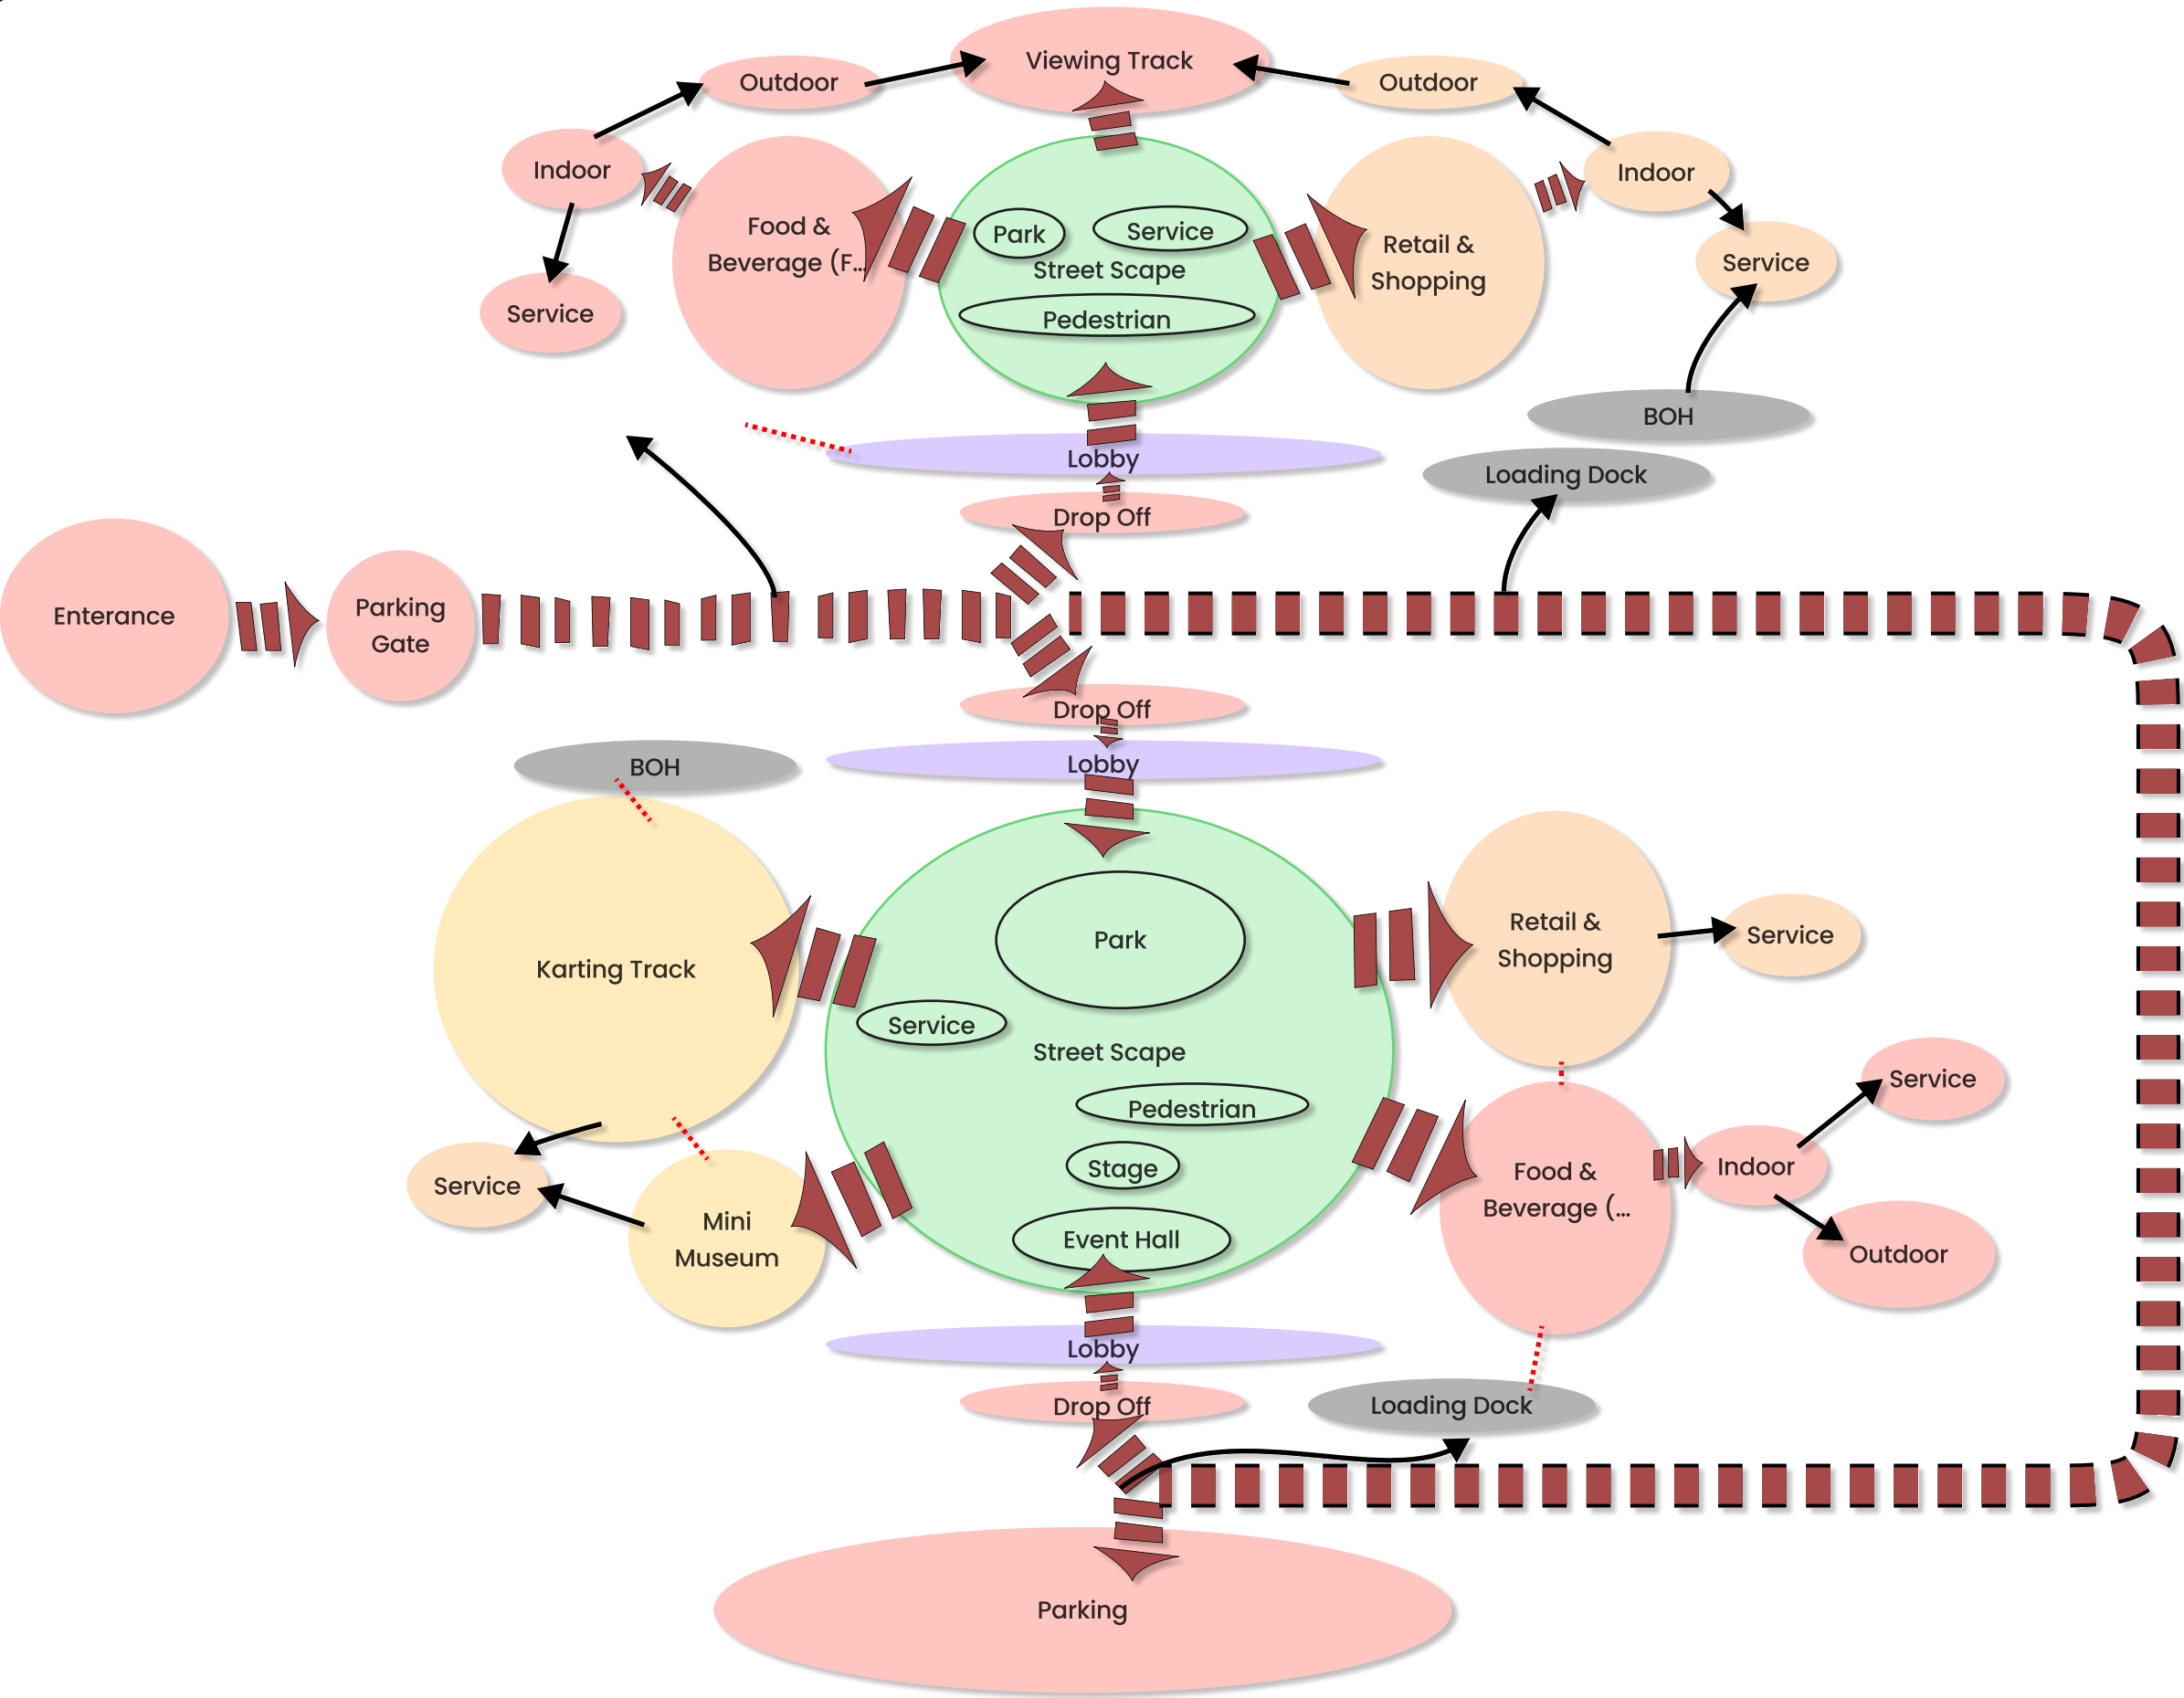 Viewing Track
Outdoor
Outdoor
Indoor
Indoor
Food &
Beverage (F...
Park
Service
Street Scape
Pedestrian
Retail &
Shopping
Service
Service
BOH
Lobby
Loading Dock
Drop Off
Enterance
Parking
Gate
Drop Off
Lobby
BOH
Karting Track
Park
Service
Street Scape
Pedestrian
Stage
Event Hall
Retail &
Shopping
Service
Service
Indoor
Food &
Beverage (...
Outdoor
Service
Mini
Museum
Lobby
Drop Off
Loading Dock
Parking